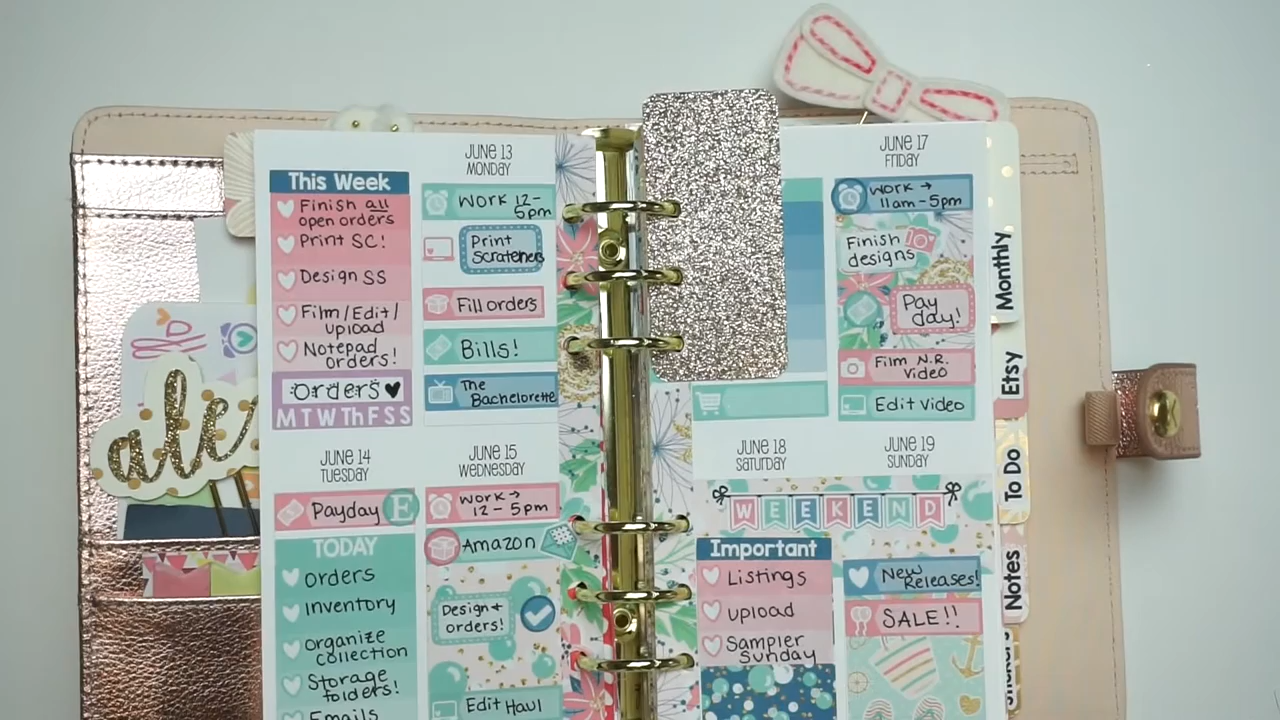 This Week
Finish all
open orders
Print SC!
Design SS
Film/Edit/
upload
Notepad
orders!
Orders
M T W Th F S S
JUNE 13
MONDAY
WORK 12-
5pm
Print
Fill orders
Bills!
The
Bachelorette
JUNE 14
TUESDAY
Payday E
TODAY
orders
inventory
organize
collection
Storage
folders!
Emails
JUNE 15
WEDNESDAY
WORK →
12 - 5pm
Amazon
Design +
orders!
Edit Haul
JUNE 17
FRIDAY
WORK →
11am - 5pm
Finish
designs
Pay
day!
Film N.R.
Video
Edit Video
JUNE 18
SATURDAY
JUNE 19
SUNDAY
WEEKEND
Important
Listings
upload
Sampler
Sunday
New
Releases!
SALE!!
Monthly
Etsy
To Do
Notes
ale